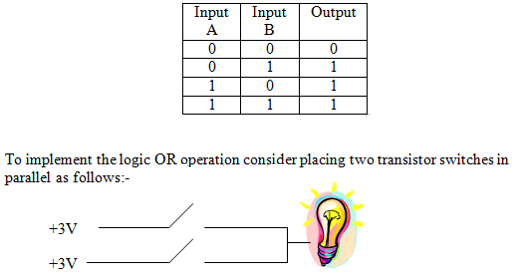 Input Input Output
A B
0 0 0
0 1 1
1 0 1
1 1 1
To implement the logic OR operation consider placing two transistor switches in
parallel as follows:-
+3V
+3V